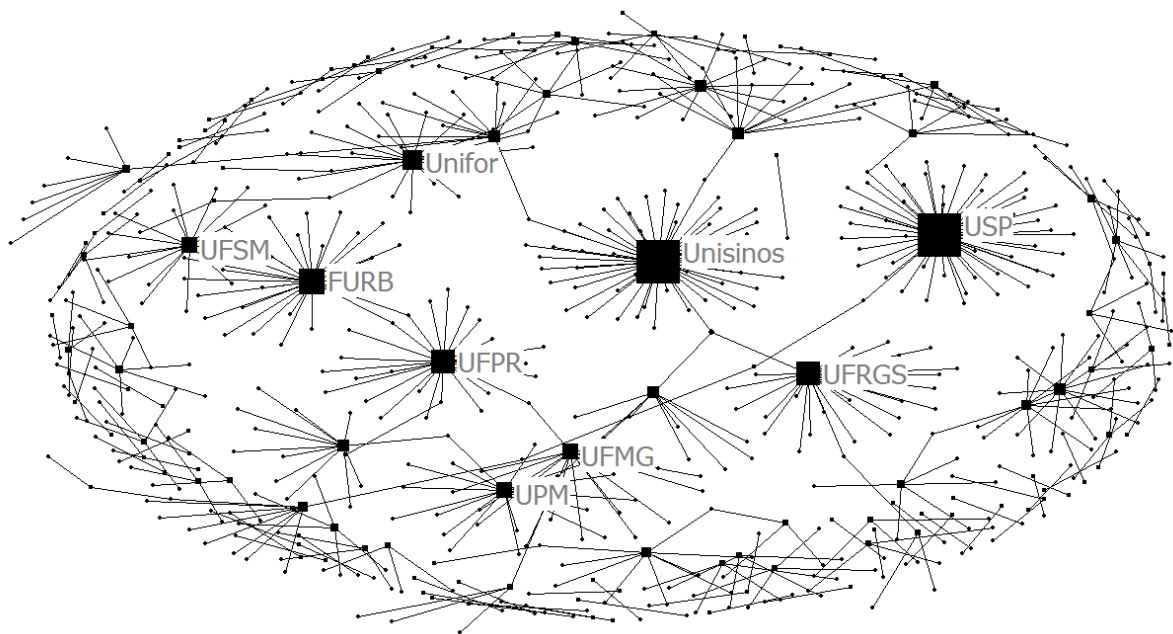 Unifor
USP
UFSM
Unisinos
FURB
UFPR
UFRGS
UFMG
UPM